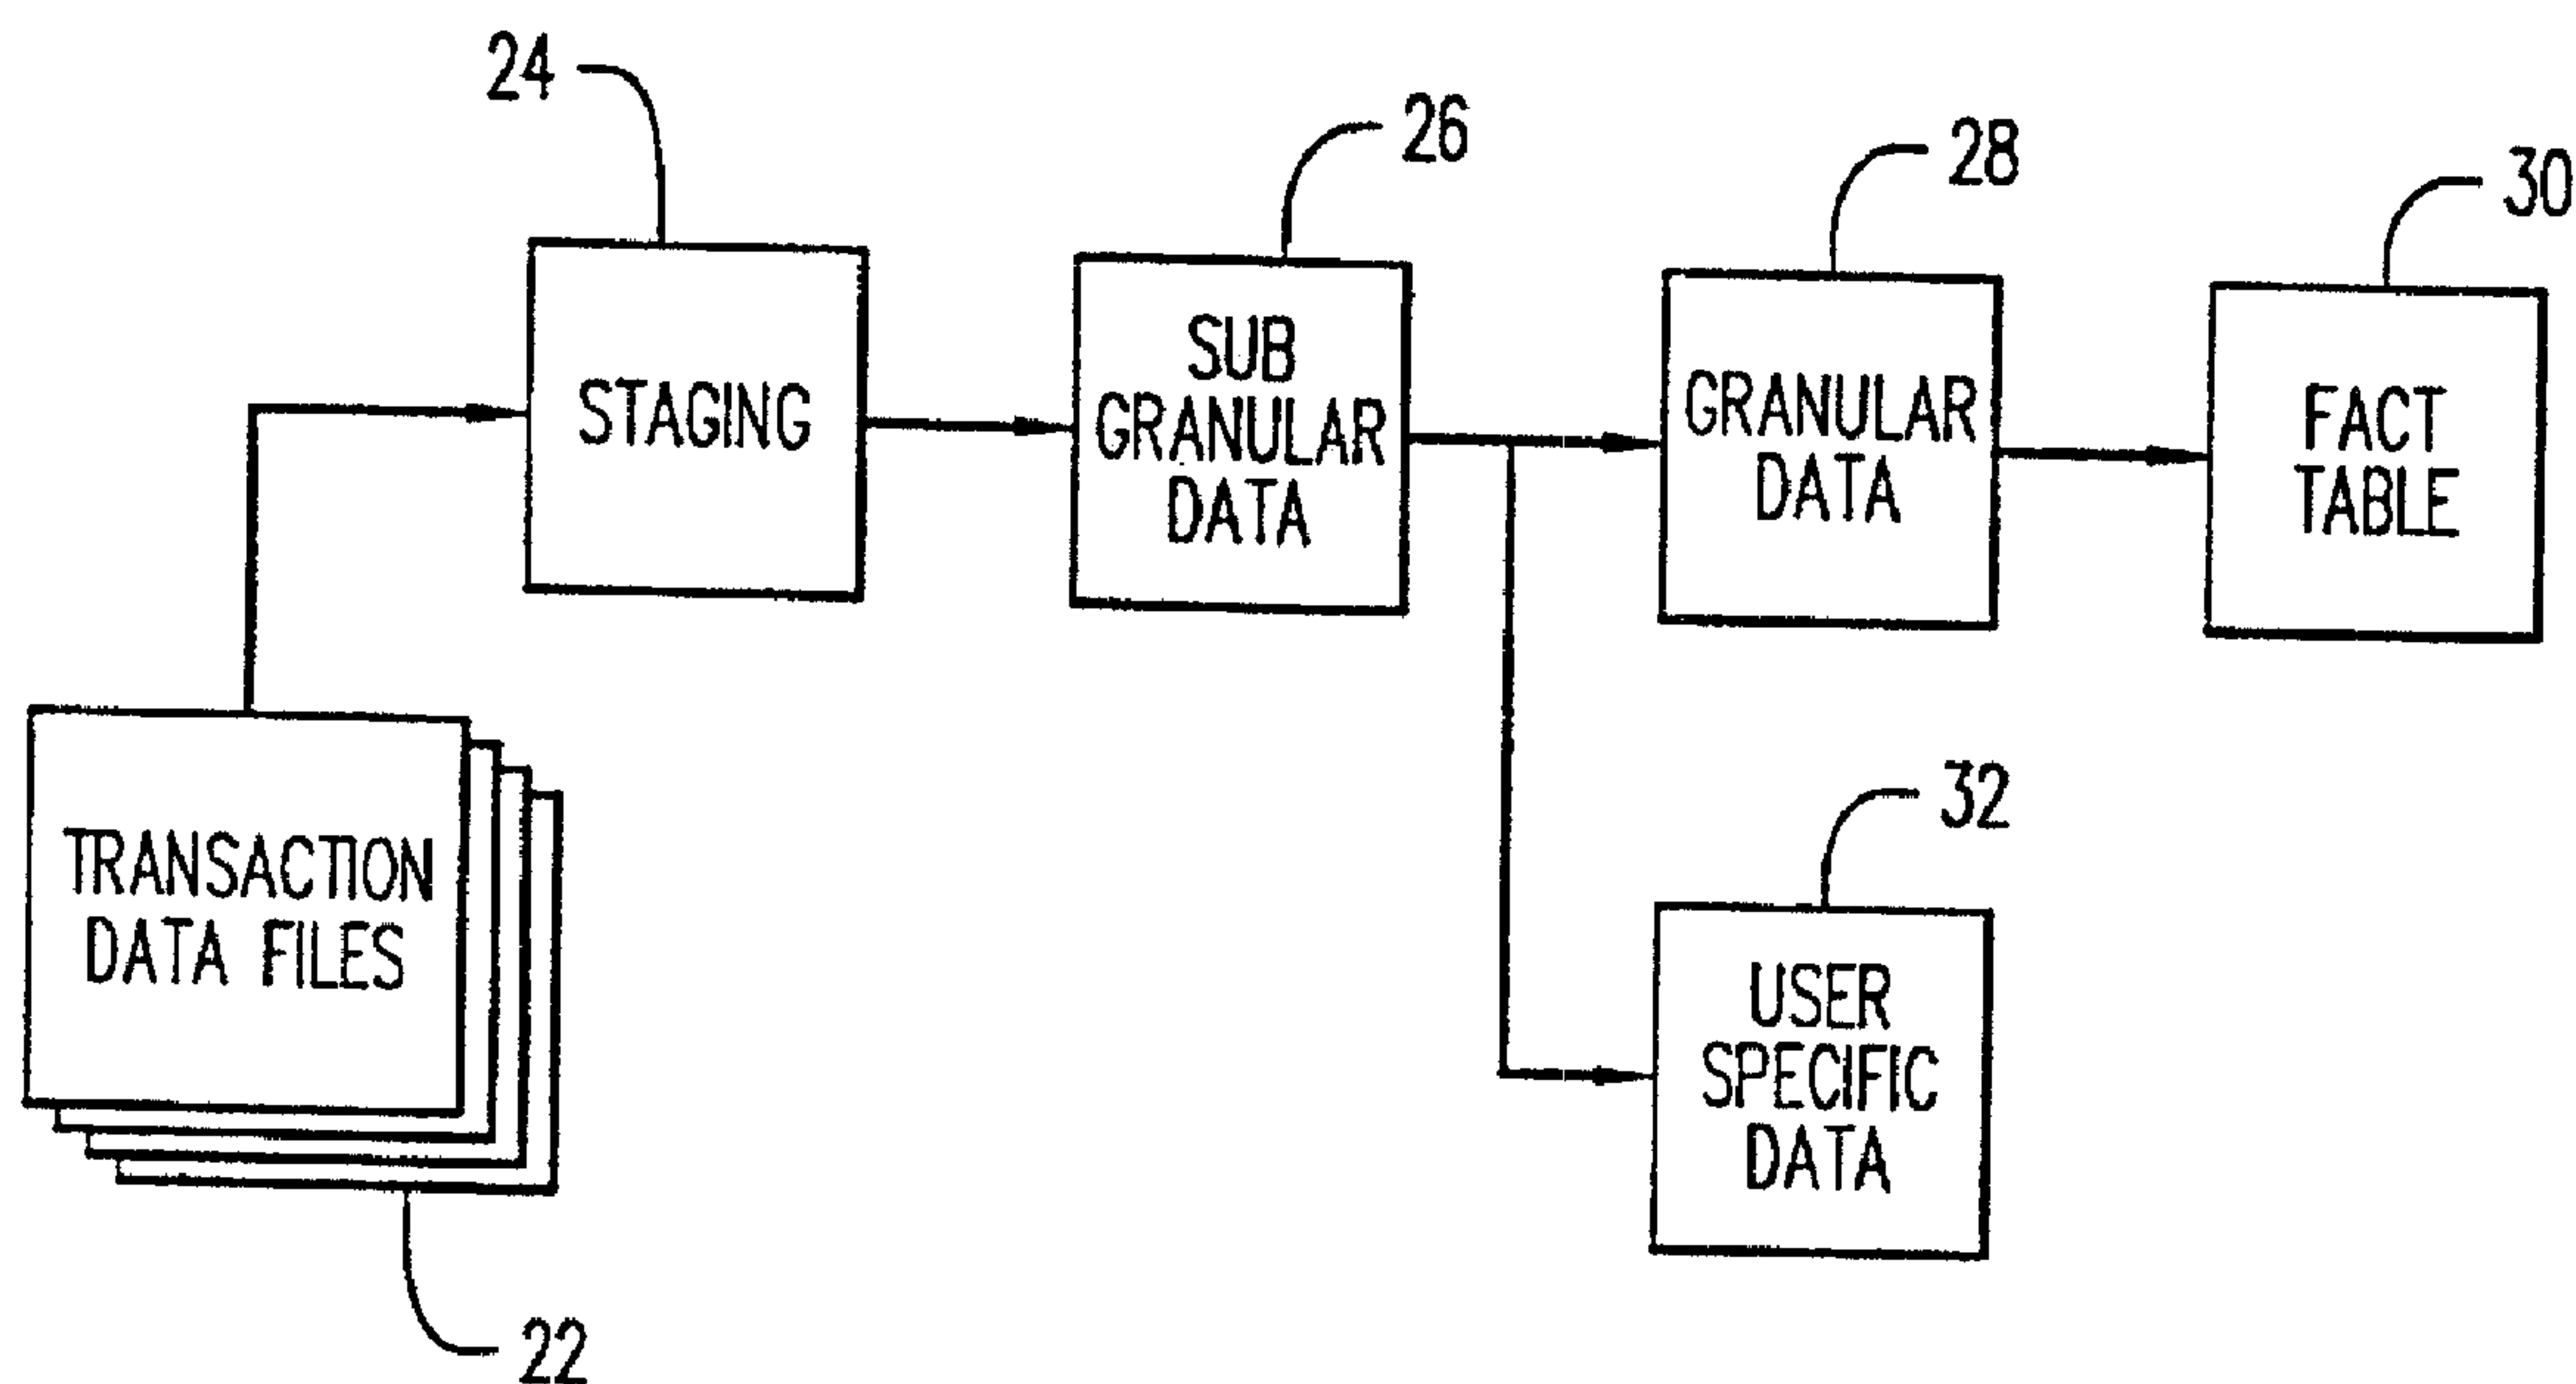 24
26
28
30
STAGING
SUB
GRANULAR
DATA
GRANULAR
DATA
FACT
TABLE
TRANSACTION
DATA FILES
32
USER
SPECIFIC
DATA
22